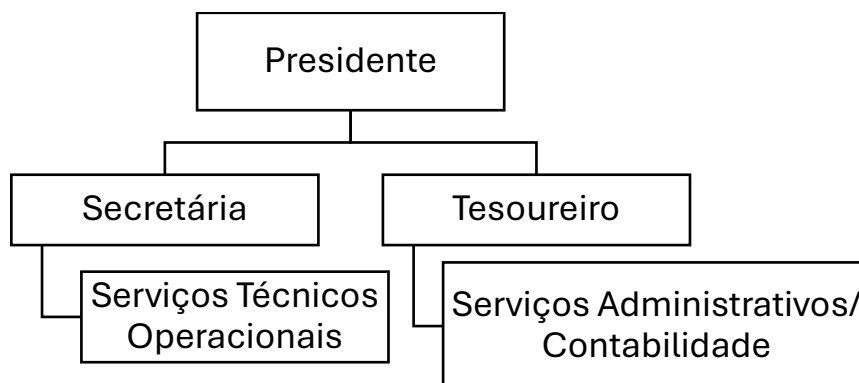 Presidente
Secretária
Tesoureiro
Serviços Técnicos
Operacionais
Serviços Administrativos/
Contabilidade